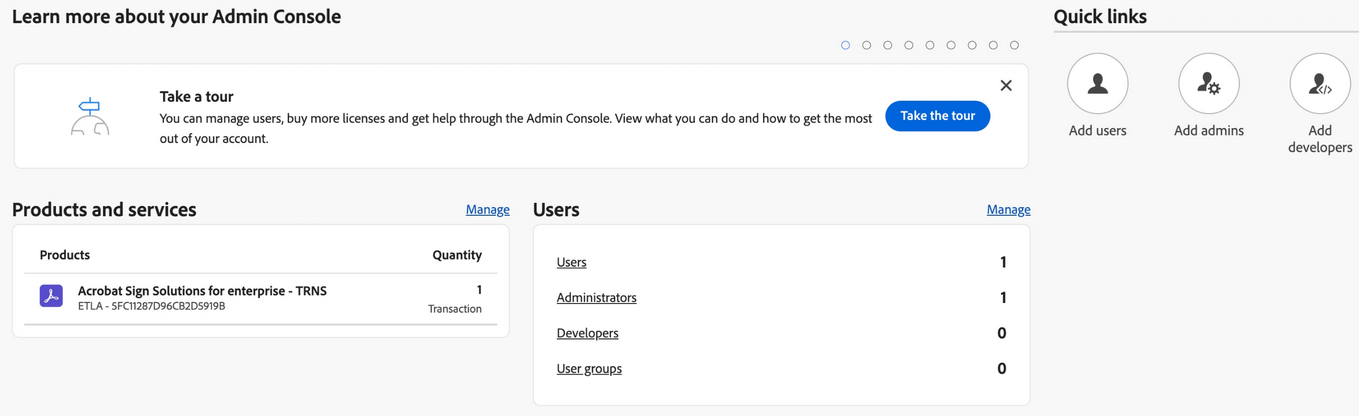 Learn more about your Admin Console
Quick links
Take a tour
You can manage users, buy more licenses and get help through the Admin Console. View what you can do and how to get the most
out of your account.
Take the tour
Add users
Add admins
Add
developers
Products and services
Manage
Products
Quantity
Acrobat Sign Solutions for enterprise - TRNS
1
ETLA - 5FC11287D96CB2D5919B
Transaction
Users
Manage
Users
1
Administrators
1
Developers
0
User groups
0